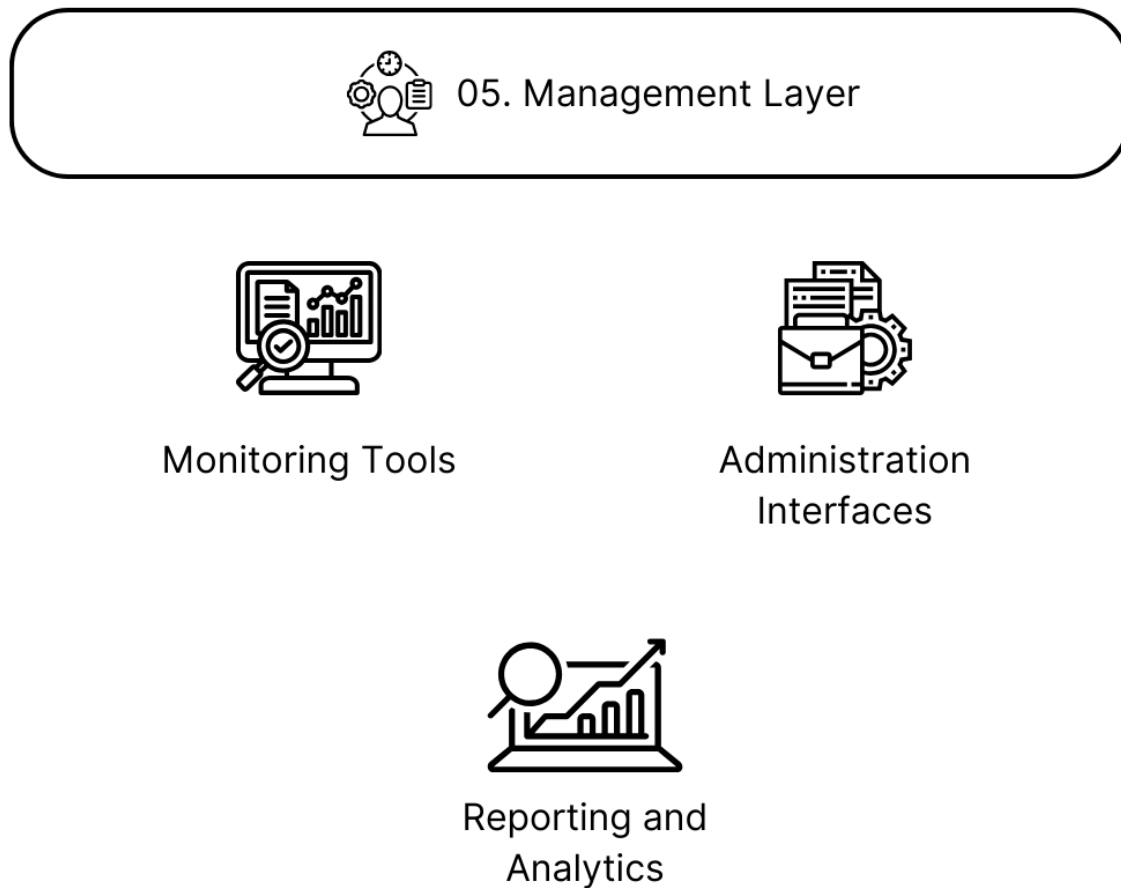 05. Management Layer
Monitoring Tools
Administration
Interfaces
Reporting and
Analytics